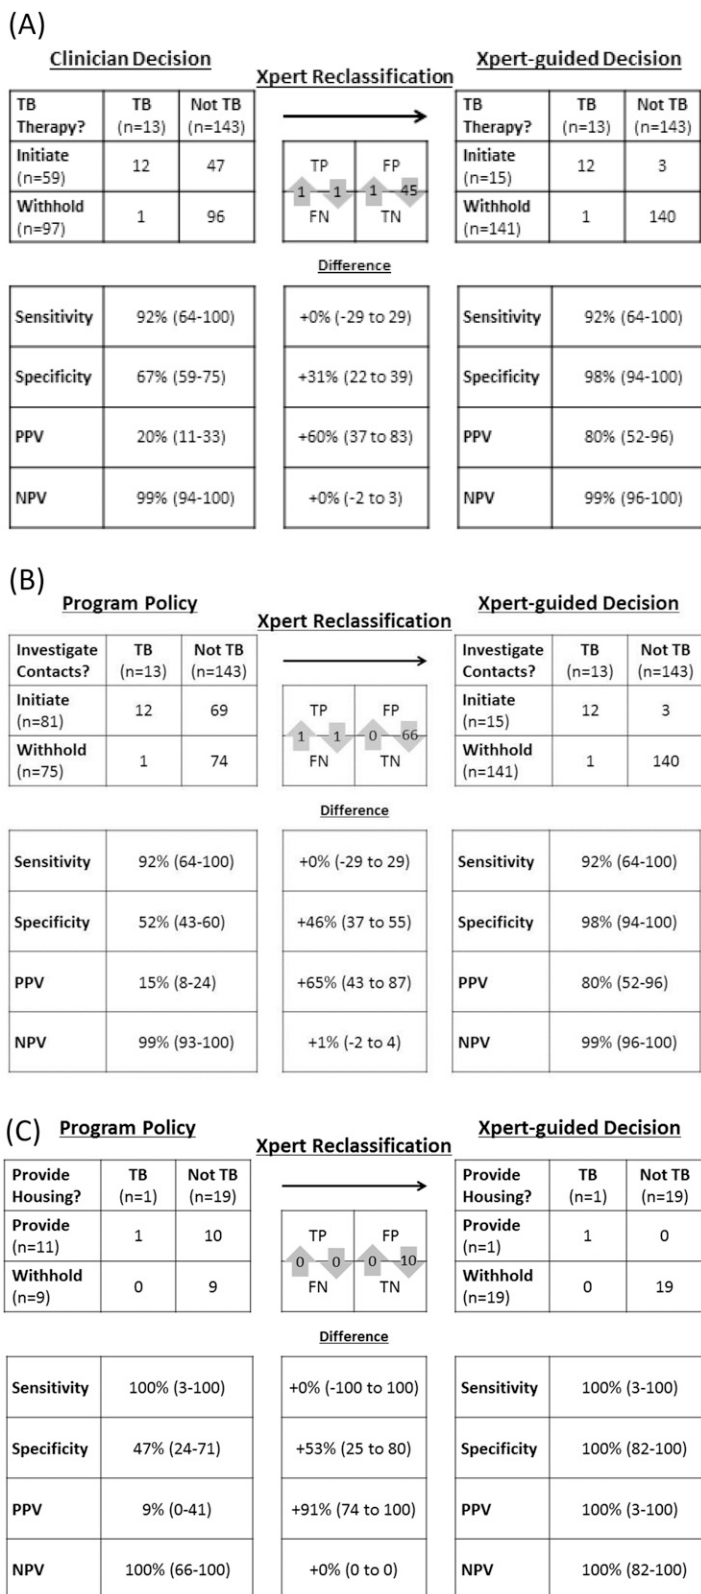 (A)
Clinician Decision
Xpert Reclassification
Xpert-guided Decision
TB Therapy? TB (n=13) Not TB (n=143)
Initiate (n=59) 12 47
Withhold (n=97) 1 96
TP FP
1 1 1 45
FN TN
TB Therapy? TB (n=13) Not TB (n=143)
Initiate (n=15) 12 3
Withhold (n=141) 1 140
Difference
Sensitivity 92% (64-100) +0% (-29 to 29) Sensitivity 92% (64-100)
Specificity 67% (59-75) +31% (22 to 39) Specificity 98% (94-100)
PPV 20% (11-33) +60% (37 to 83) PPV 80% (52-96)
NPV 99% (94-100) +0% (-2 to 3) NPV 99% (96-100)
(B)
Program Policy
Xpert Reclassification
Xpert-guided Decision
Investigate Contacts? TB (n=13) Not TB (n=143)
Initiate (n=81) 12 69
Withhold (n=75) 1 74
TP FP
1 1 0 66
FN TN
Investigate Contacts? TB (n=13) Not TB (n=143)
Initiate (n=15) 12 3
Withhold (n=141) 1 140
Difference
Sensitivity 92% (64-100) +0% (-29 to 29) Sensitivity 92% (64-100)
Specificity 52% (43-60) +46% (37 to 55) Specificity 98% (94-100)
PPV 15% (8-24) +65% (43 to 87) PPV 80% (52-96)
NPV 99% (93-100) +1% (-2 to 4) NPV 99% (96-100)
(C)
Program Policy
Xpert Reclassification
Xpert-guided Decision
Provide Housing? TB (n=1) Not TB (n=19)
Provide (n=11) 1 10
Withhold (n=9) 0 9
TP FP
0 0 0 10
FN TN
Provide Housing? TB (n=1) Not TB (n=19)
Provide (n=1) 1 0
Withhold (n=19) 0 19
Difference
Sensitivity 100% (3-100) +0% (-100 to 100) Sensitivity 100% (3-100)
Specificity 47% (24-71) +53% (25 to 80) Specificity 100% (82-100)
PPV 9% (0-41) +91% (74 to 100) PPV 100% (3-100)
NPV 100% (66-100) +0% (0 to 0) NPV 100% (82-100)